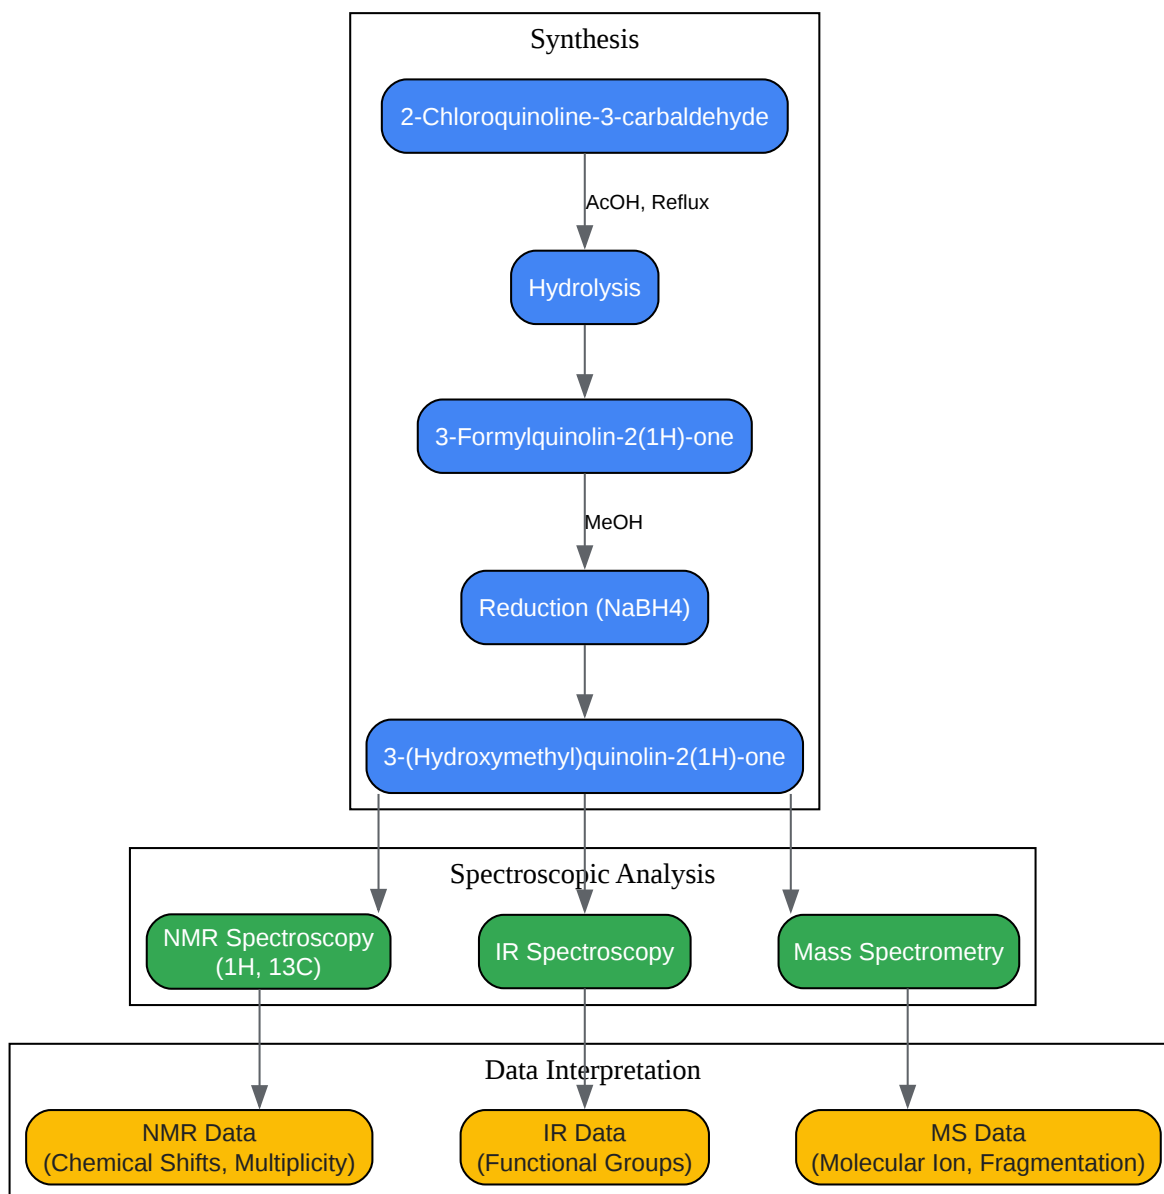 Synthesis
2-Chloroquinoline-3-carbaldehyde
AcOH, Reflux
Hydrolysis
3-Formylquinolin-2(1H)-one
MeOH
Reduction (NaBH4)
3-(Hydroxymethyl)quinolin-2(1H)-one
Spectroscopic Analysis
NMR Spectroscopy
(1H, 13C)
IR Spectroscopy
Mass Spectrometry
Data Interpretation
NMR Data
(Chemical Shifts, Multiplicity)
IR Data
(Functional Groups)
MS Data
(Molecular Ion, Fragmentation)